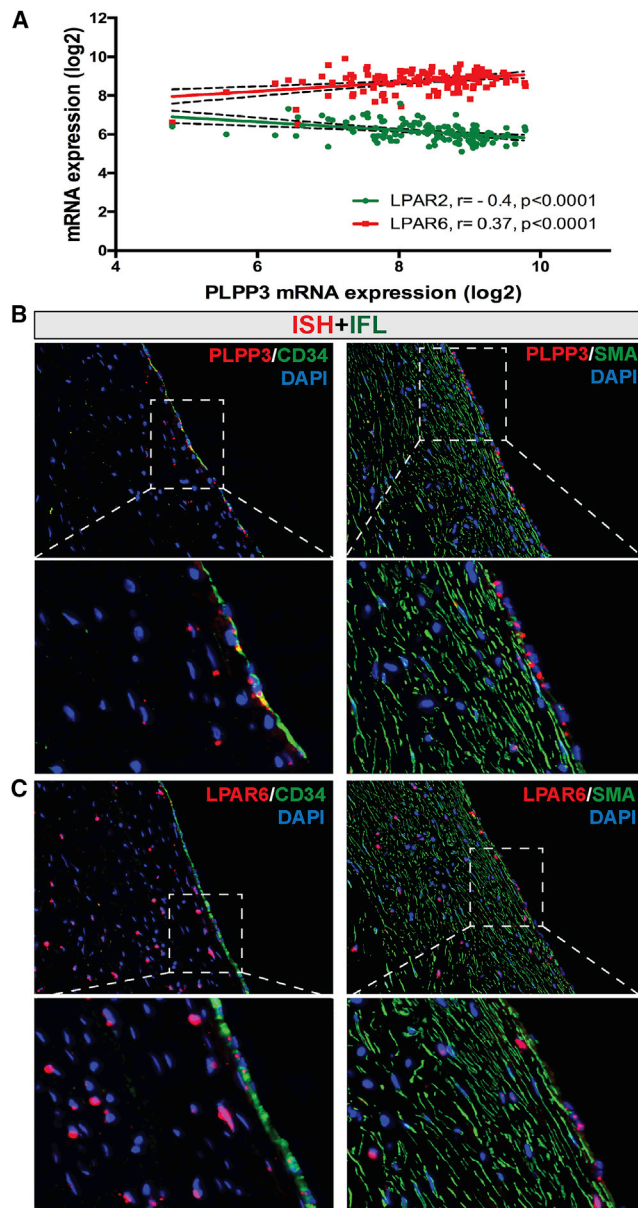 A
mRNA expression (log2)
12
10
8
6
4
2
0
LPAR2, r= - 0.4, p<0.0001
LPAR6, r= 0.37, p<0.0001
4 6 8 10
PLPP3 mRNA expression (log2)
B
ISH+IFL
PLPP3/CD34
DAPI
PLPP3/SMA
DAPI
C
LPAR6/CD34
DAPI
LPAR6/SMA
DAPI